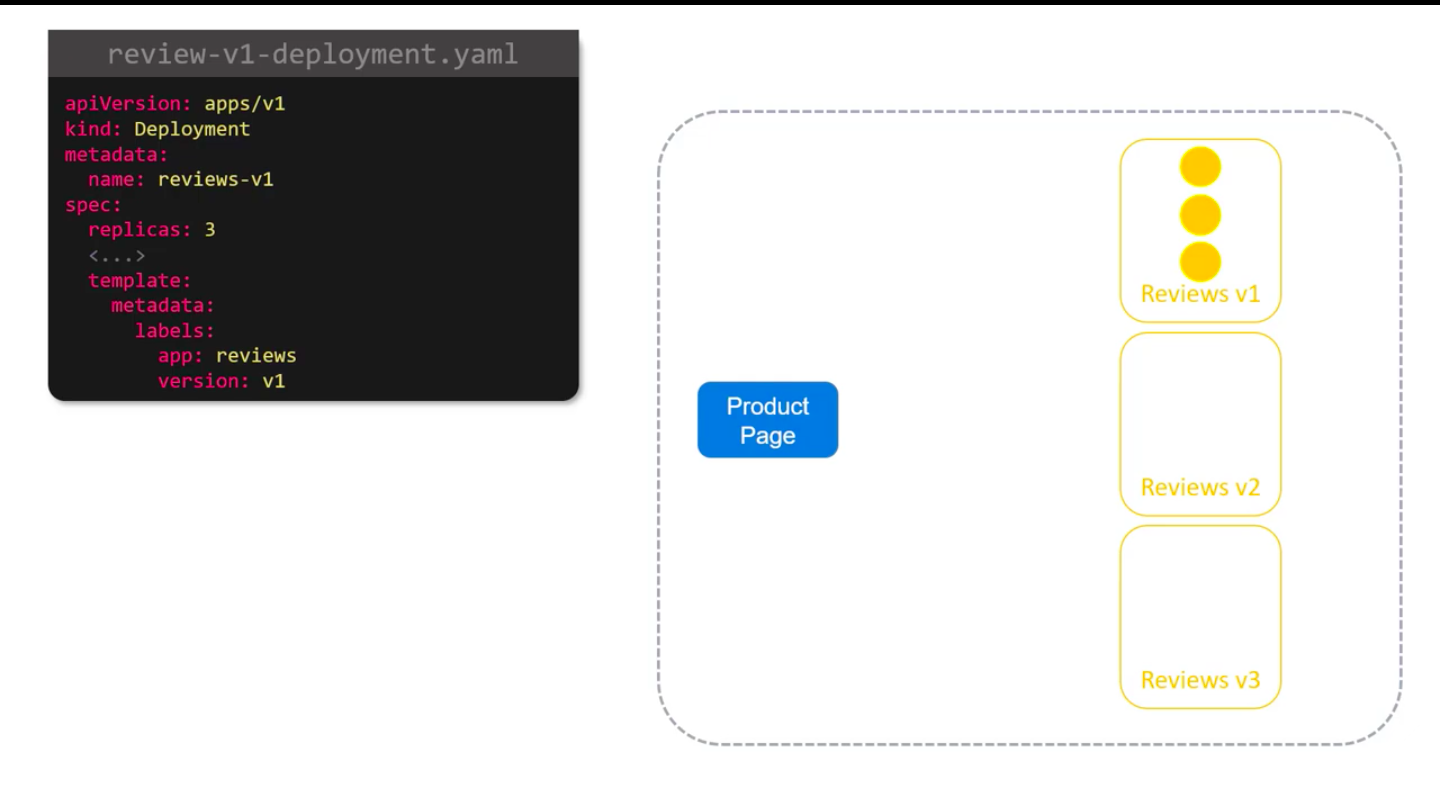 review-v1-deployment.yaml
apiVersion: apps/v1
kind: Deployment
metadata:
  name: reviews-v1
spec:
  replicas: 3
  <...>
  template:
    metadata:
      labels:
        app: reviews
        version: v1
Product
Page
Reviews v1
Reviews v2
Reviews v3